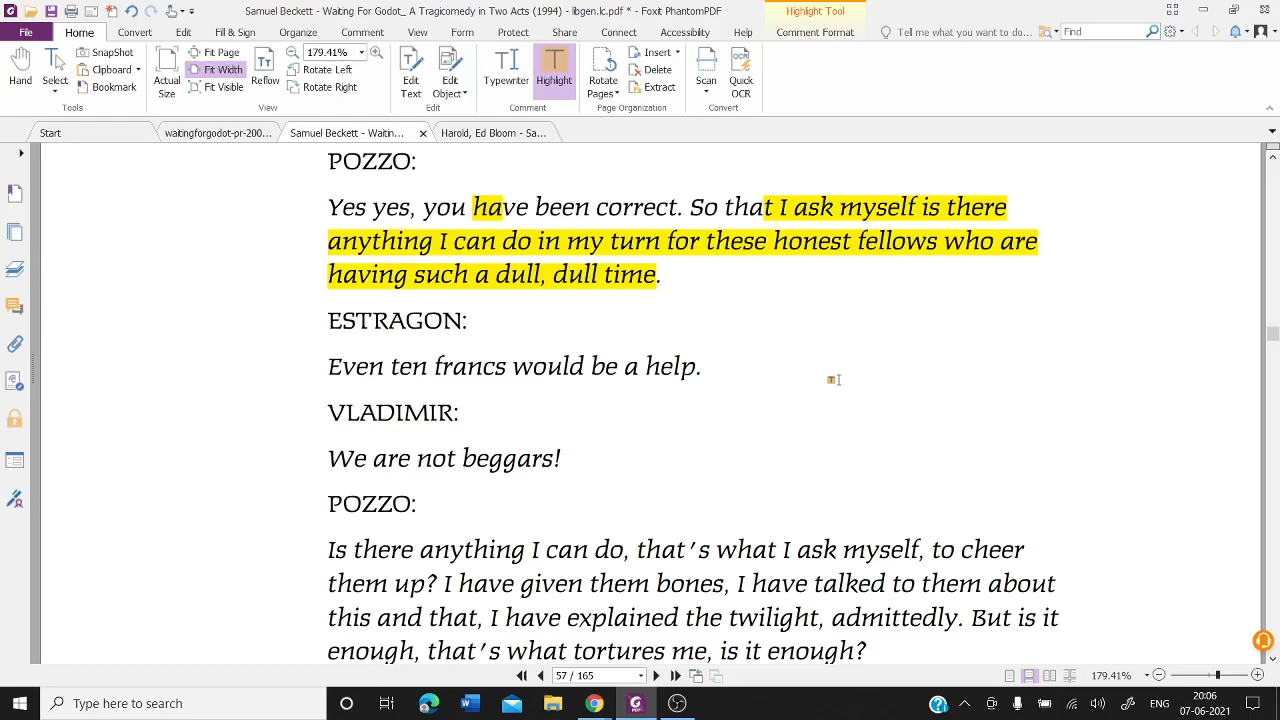 Samuel Beckett - Waiting For Godot_ A Tragicomedy in Two Acts (1994) _ libgen.lc.pdf * - Foxit PhantomPDF
Highlight Tool
File Home Convert Edit Fill & Sign Organize Comment View Form Protect Share Connect Accessibility Help Comment Format Tell me what you want to do... Find
SnapShot Fit Page 179.41% Insert
Clipboard Fit Width Rotate Left Delete
Bookmark Fit Visible Rotate Right Extract
Hand Select Actual Size Reflow Edit Text Edit Object Typewriter Highlight Rotate Pages Scan Quick OCR
Tools View Edit Comment Page Organization Convert
Start waitingforgodot-pr-200... Samuel Beckett - Waitin... Harold, Ed Bloom - Sa...
POZZO:
Yes yes, you have been correct. So that I ask myself is there
anything I can do in my turn for these honest fellows who are
having such a dull, dull time.
ESTRAGON:
Even ten francs would be a help.
VLADIMIR:
We are not beggars!
POZZO:
Is there anything I can do, that's what I ask myself, to cheer
them up? I have given them bones, I have talked to them about
this and that, I have explained the twilight, admittedly. But is it
enough, that's what tortures me, is it enough?
57 / 165 179.41%
Type here to search ENG 20:06
07-06-2021